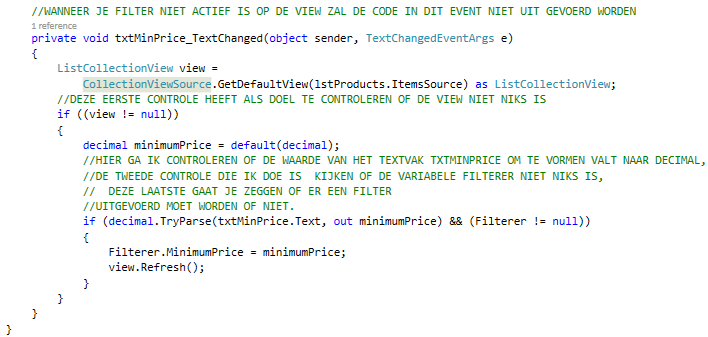 //WANNEER JE FILTER NIET ACTIEF IS OP DE VIEW ZAL DE CODE IN DIT EVENT NIET UIT GEVOERD WORDEN
1 reference
private void txtMinPrice_TextChanged(object sender, TextChangedEventArgs e)
{
ListCollectionView view =
CollectionViewSource.GetDefaultView(lstProducts.ItemsSource) as ListCollectionView;
//DEZE EERSTE CONTROLE HEEFT ALS DOEL TE CONTROLEREN OF DE VIEW NIET NIKS IS
if ((view != null))
{
decimal minimumPrice = default(decimal);
//HIER GA IK CONTROLEREN OF DE WAARDE VAN HET TEXTVAK TXTMINPRICE OM TE VORMEN VALT NAAR DECIMAL,
//DE TWEEDE CONTROLE DIE IK DOE IS  KIJKEN OF DE VARIABELE FILTERER NIET NIKS IS,
//  DEZE LAATSTE GAAT JE ZEGGEN OF ER EEN FILTER
//UITGEVOERD MOET WORDEN OF NIET.
if (decimal.TryParse(txtMinPrice.Text, out minimumPrice) && (Filterer != null))
{
Filterer.MinimumPrice = minimumPrice;
view.Refresh();
}
}
}
}